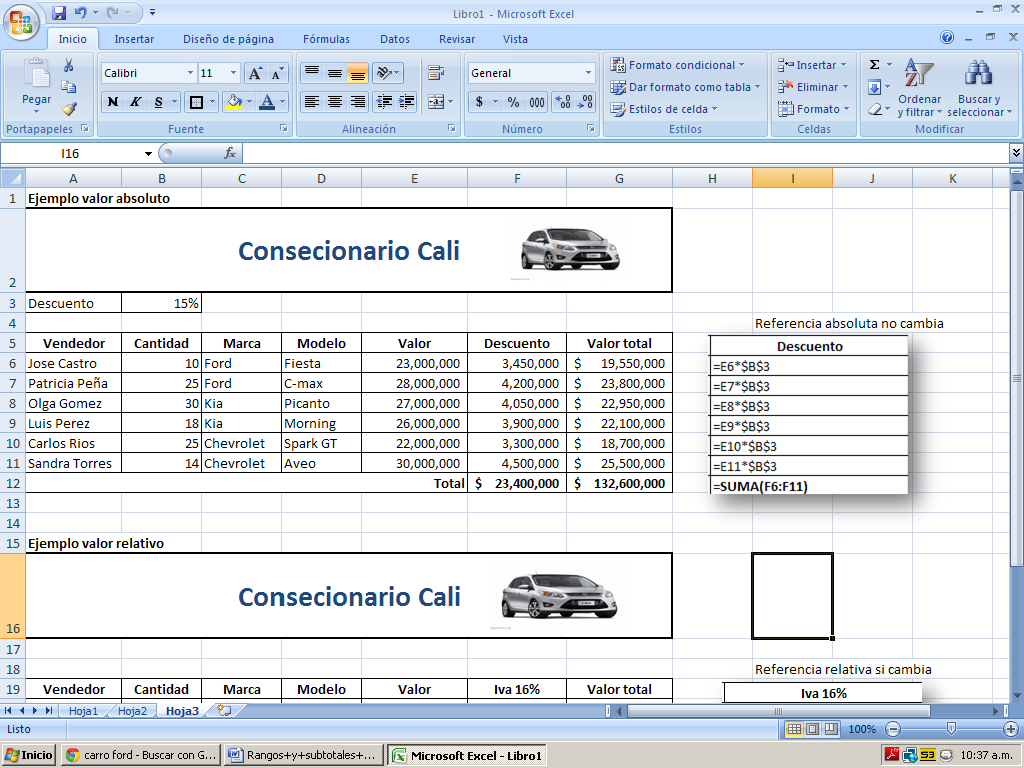 Libro1 - Microsoft Excel
Inicio Insertar Diseño de página Fórmulas Datos Revisar Vista
Pegar
Calibri 11
N K S A A A
General
$ % 000
Formato condicional
Dar formato como tabla
Estilos de celda
Insertar
Eliminar
Formato
Σ
Ordenar y filtrar
Buscar y seleccionar
Portapapeles Fuente Alineación Número Estilos Celdas Modificar
I16 fx
A B C D E F G H I J K
1 Ejemplo valor absoluto
2 Consecionario Cali
3 Descuento 15%
4 Referencia absoluta no cambia
5 Vendedor Cantidad Marca Modelo Valor Descuento Valor total Descuento
6 Jose Castro 10 Ford Fiesta 23,000,000 3,450,000 $ 19,550,000 =E6*$B$3
7 Patricia Peña 25 Ford C-max 28,000,000 4,200,000 $ 23,800,000 =E7*$B$3
8 Olga Gomez 30 Kia Picanto 27,000,000 4,050,000 $ 22,950,000 =E8*$B$3
9 Luis Perez 18 Kia Morning 26,000,000 3,900,000 $ 22,100,000 =E9*$B$3
10 Carlos Rios 25 Chevrolet Spark GT 22,000,000 3,300,000 $ 18,700,000 =E10*$B$3
11 Sandra Torres 14 Chevrolet Aveo 30,000,000 4,500,000 $ 25,500,000 =E11*$B$3
12 Total $ 23,400,000 $ 132,600,000 =SUMA(F6:F11)
13
14
15 Ejemplo valor relativo
16 Consecionario Cali
17
18 Referencia relativa si cambia
19 Vendedor Cantidad Marca Modelo Valor Iva 16% Valor total Iva 16%
Hoja1 Hoja2 Hoja3
Listo 100%
Inicio carro ford - Buscar con G... Rangos+y+subtotales+... Microsoft Excel - Libro1 10:37 a.m.